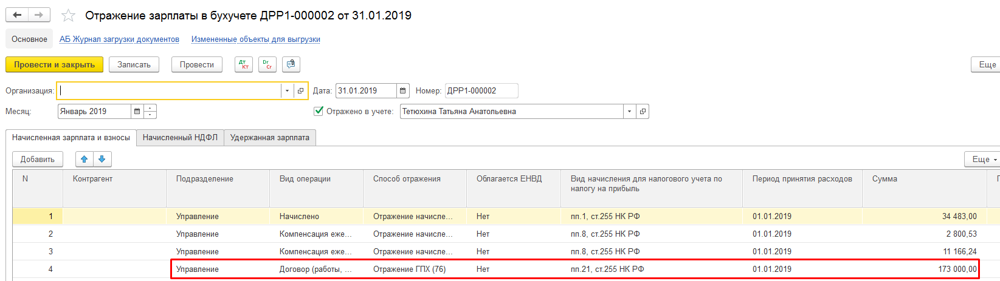 Отражение зарплаты в бухучете ДРР1-000002 от 31.01.2019
Основное АБ Журнал загрузки документов Измененные объекты для выгрузки
Провести и закрыть Записать Провести Дт Кт Dr Cr Еще
Организация: Дата: 31.01.2019 Номер: ДРР1-000002
Месяц: Январь 2019 Отражено в учете: Тетюхина Татьяна Анатольевна
Начисленная зарплата и взносы Начисленный НДФЛ Удержанная зарплата
Добавить Еще
N Контрагент Подразделение Вид операции Способ отражения Облагается ЕНВД Вид начисления для налогового учета по Период принятия расходов Сумма
налогу на прибыль
1 Управление Начислено Отражение начисле... Нет пп.1, ст.255 НК РФ 01.01.2019 34 483,00
2 Управление Компенсация еже... Отражение начисле... Нет пп.8, ст.255 НК РФ 01.01.2019 2 800,53
3 Управление Компенсация еже... Отражение начисле... Нет пп.8, ст.255 НК РФ 01.01.2019 11 166,24
4 Управление Договор (работы, ... Отражение ГПХ (76) Нет пп.21, ст.255 НК РФ 01.01.2019 173 000,00